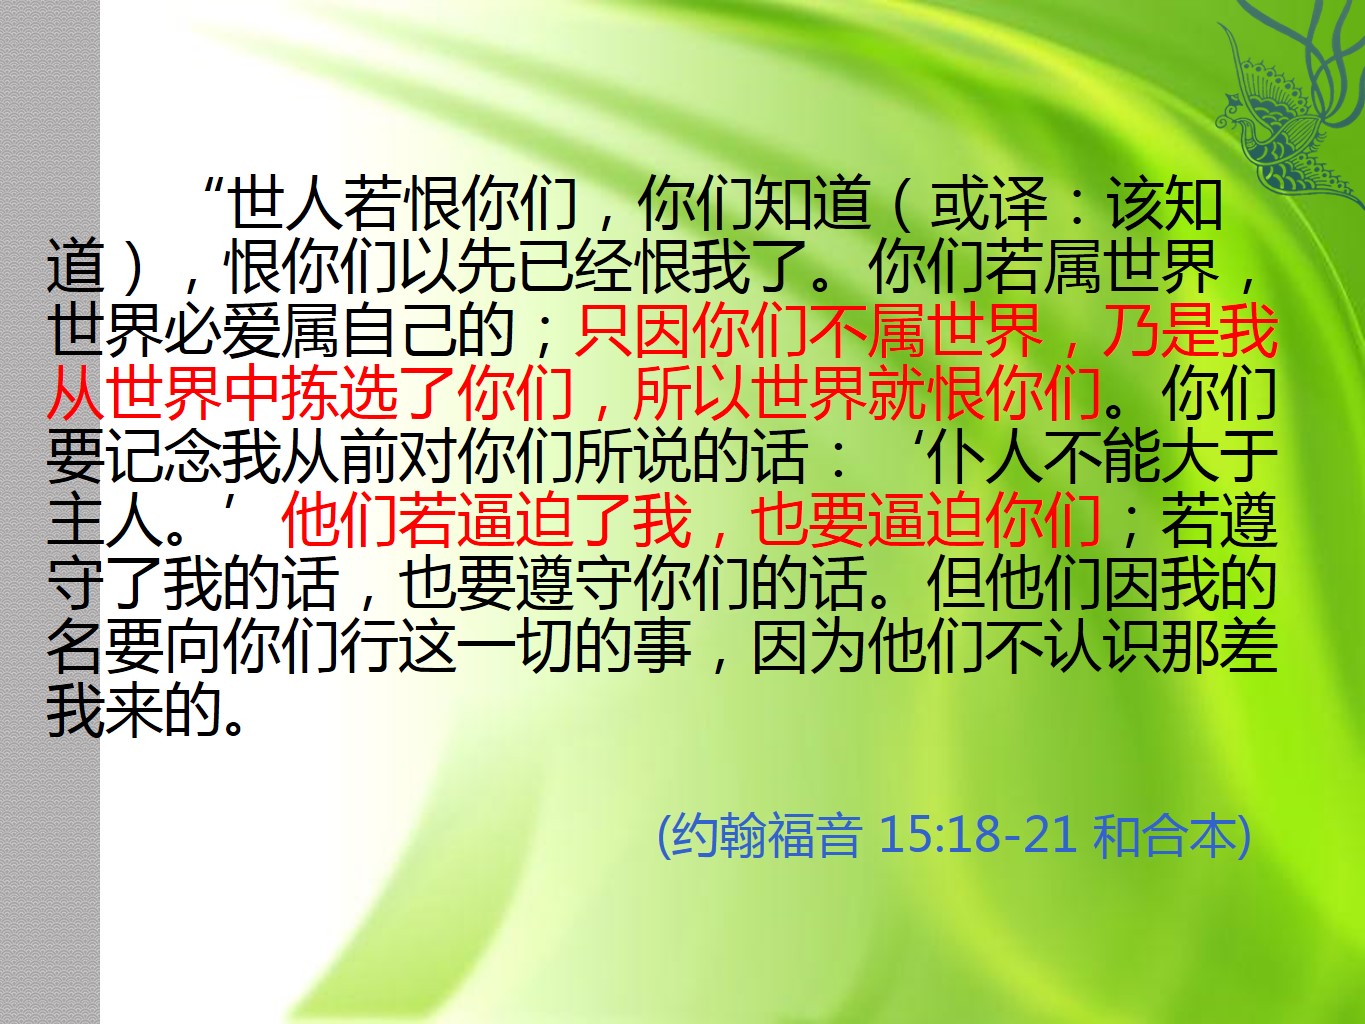 “世人若恨你们，你们知道（或译：该知
道），恨你们以先已经恨我了。你们若属世界，
世界必爱属自己的；只因你们不属世界，乃是我
从世界中拣选了你们，所以世界就恨你们。你们
要记念我从前对你们所说的话：‘仆人不能大于
主人。’他们若逼迫了我，也要逼迫你们；若遵
守了我的话，也要遵守你们的话。但他们因我的
名要向你们行这一切的事，因为他们不认识那差
我来的。
(约翰福音 15:18-21 和合本)